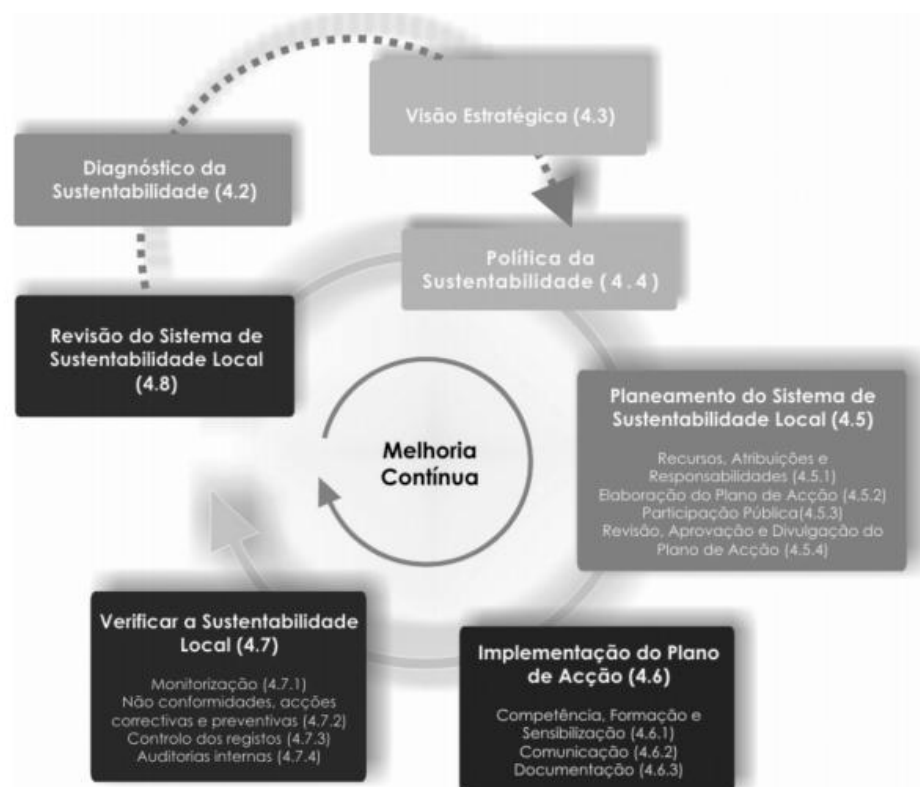 Visão Estratégica (4.3)
Diagnóstico da
Sustentabilidade (4.2)
Política da
Sustentabilidade (4.4)
Revisão do Sistema de
Sustentabilidade Local
(4.8)
Planeamento do Sistema de
Sustentabilidade Local (4.5)
Recursos, Atribuições e
Responsabilidades (4.5.1)
Elaboração do Plano de Acção (4.5.2)
Participação Pública(4.5.3)
Revisão, Aprovação e Divulgação do
Plano de Acção (4.5.4)
Melhoria
Contínua
Verificar a Sustentabilidade
Local (4.7)
Monitorização (4.7.1)
Não conformidades, acções
correctivas e preventivas (4.7.2)
Controlo dos registos (4.7.3)
Auditorias internas (4.7.4)
Implementação do Plano
de Acção (4.6)
Competência, Formação e
Sensibilização (4.6.1)
Comunicação (4.6.2)
Documentação (4.6.3)